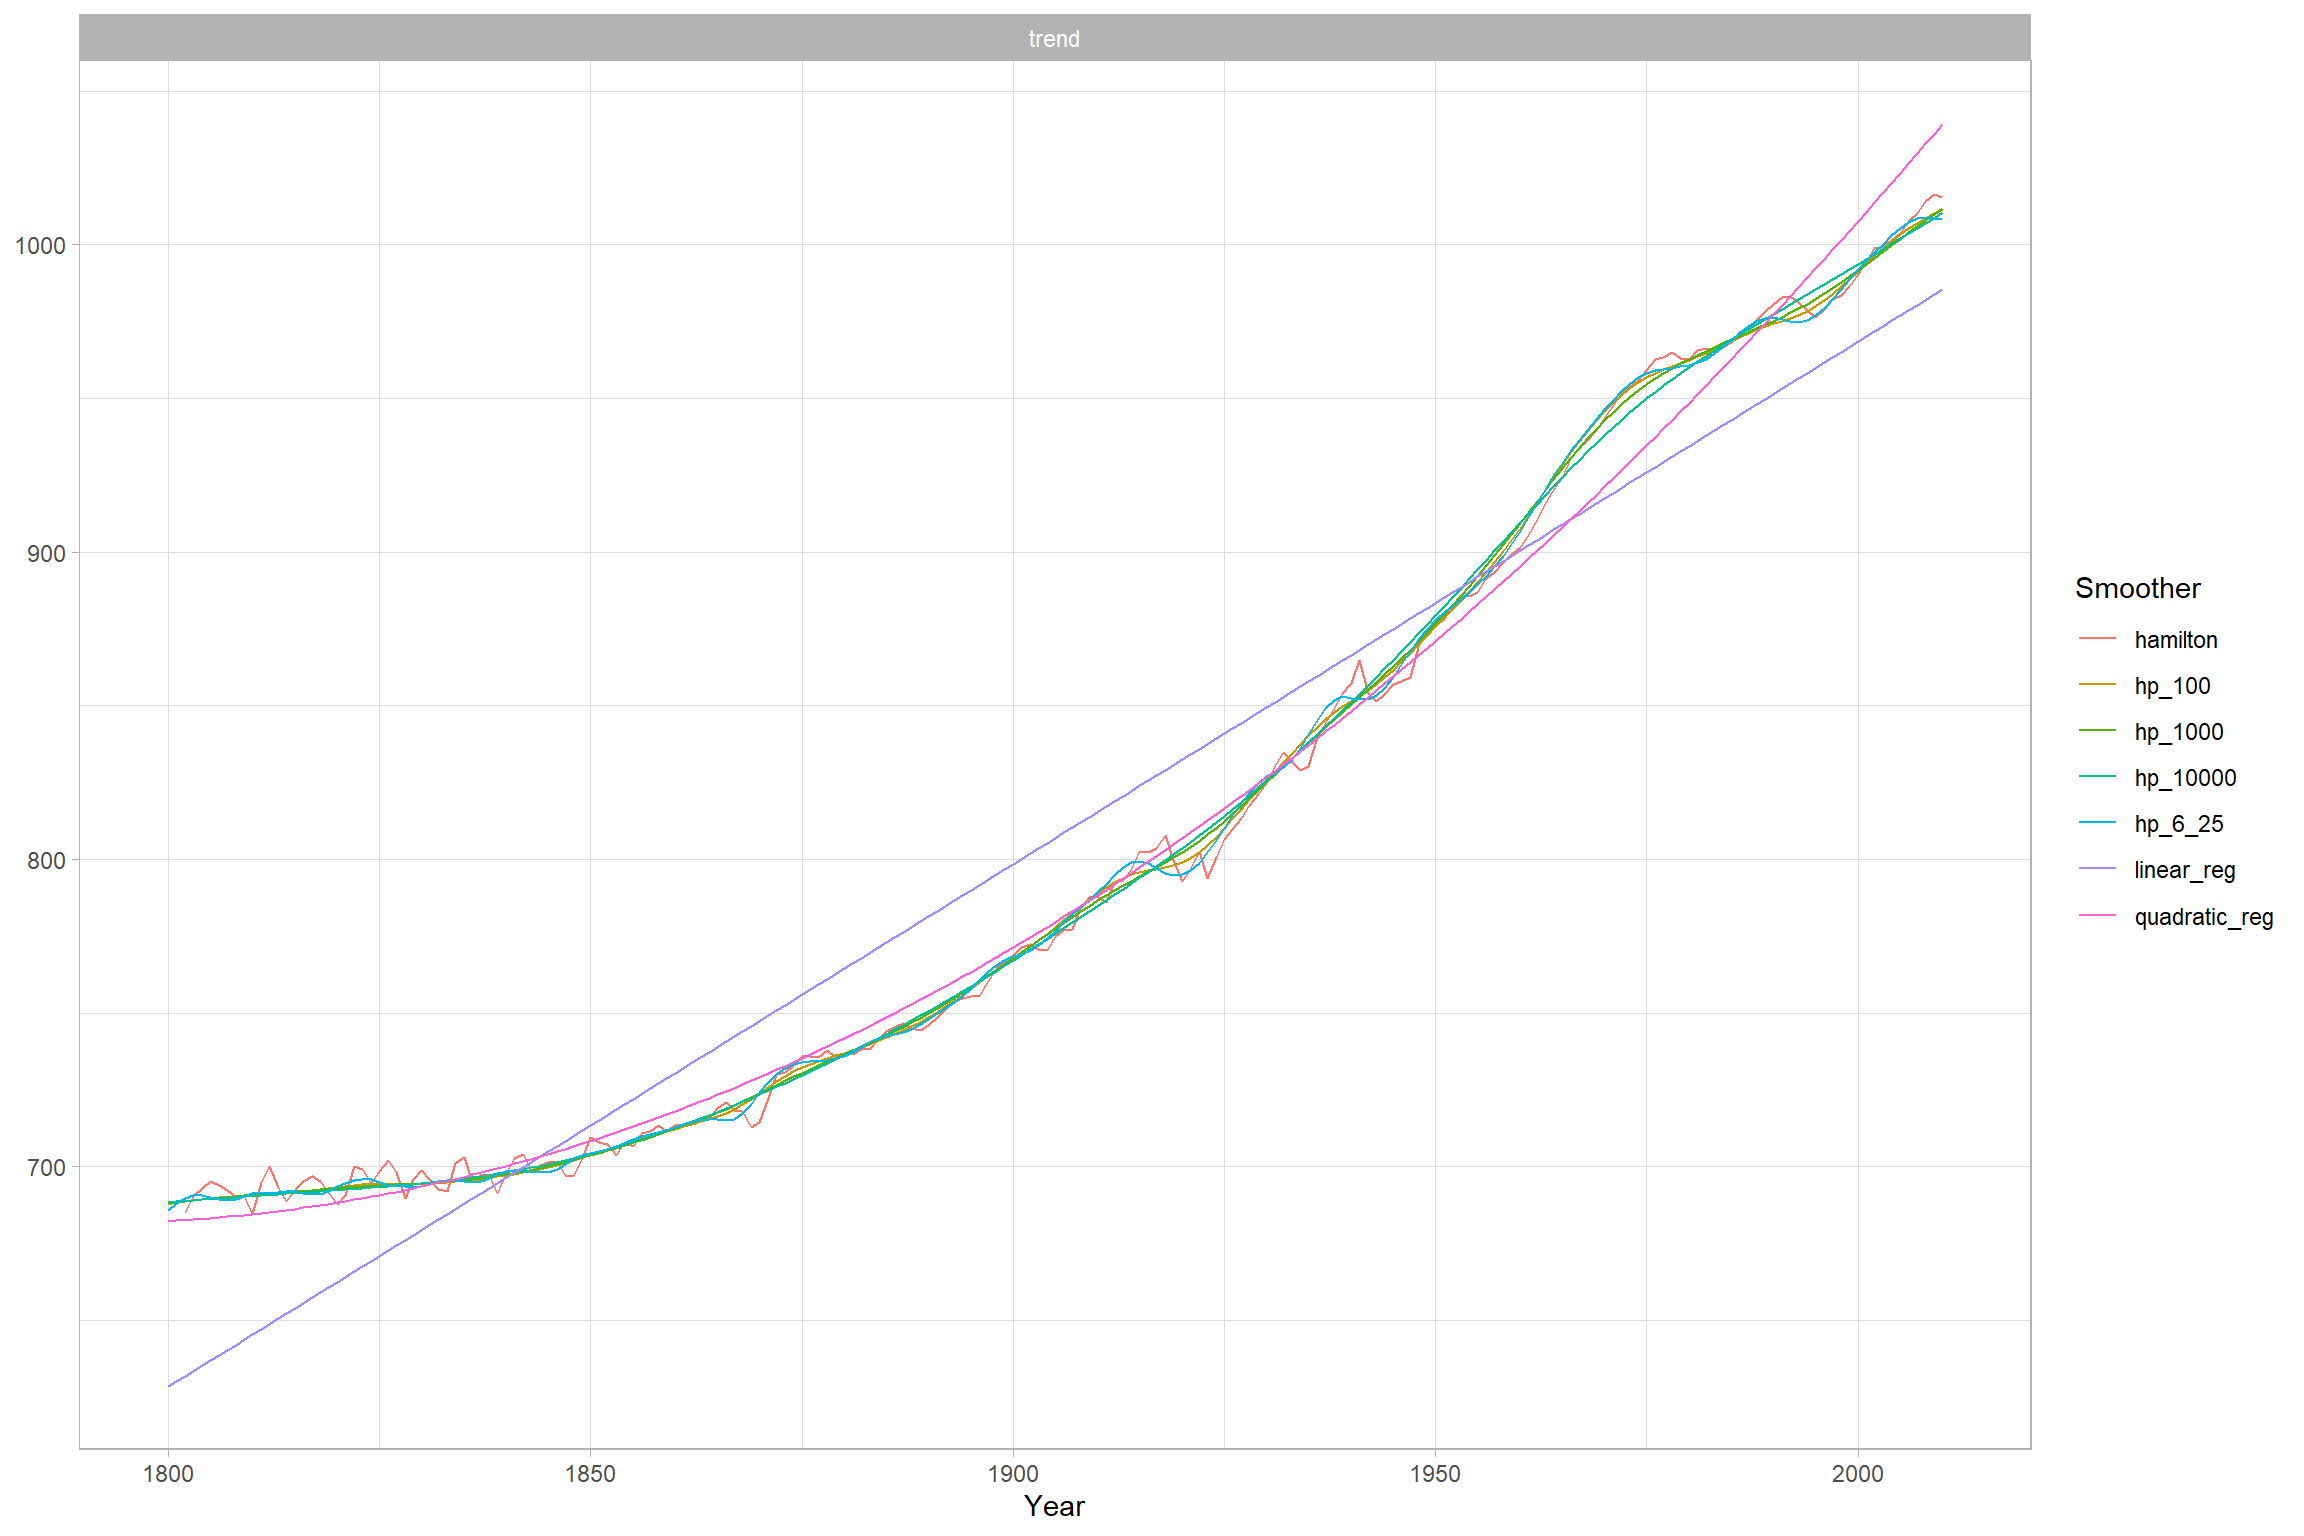 trend
1000
900
800
700
1800 1850 1900 1950 2000
Year
Smoother
hamilton
hp_100
hp_1000
hp_10000
hp_6_25
linear_reg
quadratic_reg